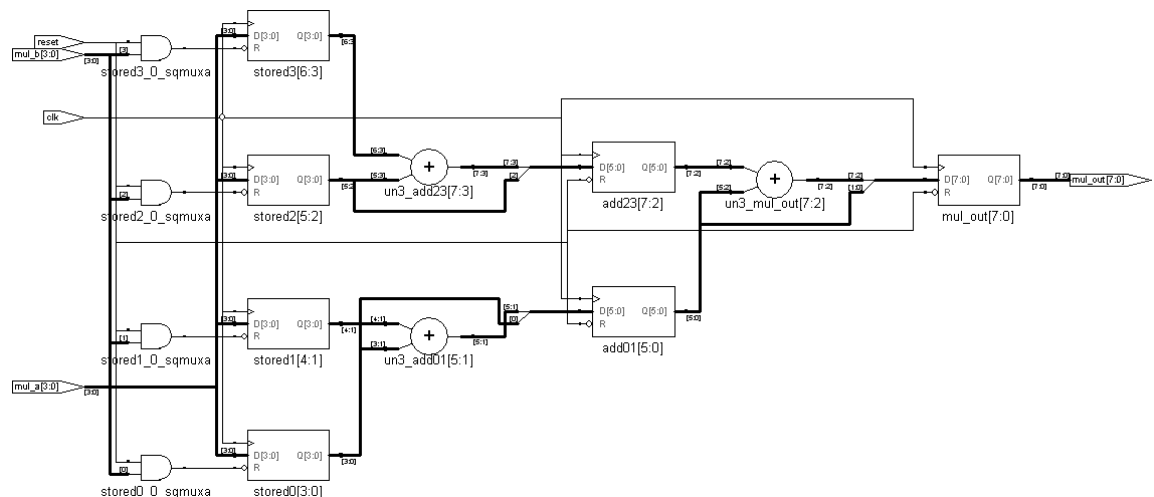 reset
mul_b[3:0]
[3:0]
[3]
stored3_0_sqmuxa
[3:0]
D[3:0] Q[3:0]
R
[6:3]
stored3[6:3]
clk
[2]
stored2_0_sqmuxa
[3:0]
D[3:0] Q[3:0]
R
[5:2]
stored2[5:2]
[6:3]
[5:3]
+
[7:3]
un3_add23[7:3]
[7:3]
[2]
D[5:0] Q[5:0]
R
[7:2]
add23[7:2]
[7:2]
[5:2]
+
[7:2]
un3_mul_out[7:2]
[7:2]
[1:0]
D[7:0] Q[7:0]
R
[7:0]
mul_out[7:0]
[7:0]
mul_out[7:0]
[1]
stored1_0_sqmuxa
[3:0]
D[3:0] Q[3:0]
R
[4:1]
stored1[4:1]
[4:1]
[3:1]
+
[5:1]
un3_add01[5:1]
[5:1]
[0]
D[5:0] Q[5:0]
R
[5:0]
add01[5:0]
mul_a[3:0]
[3:0]
[0]
stored0_0_sqmuxa
[3:0]
D[3:0] Q[3:0]
R
[3:0]
stored0[3:0]